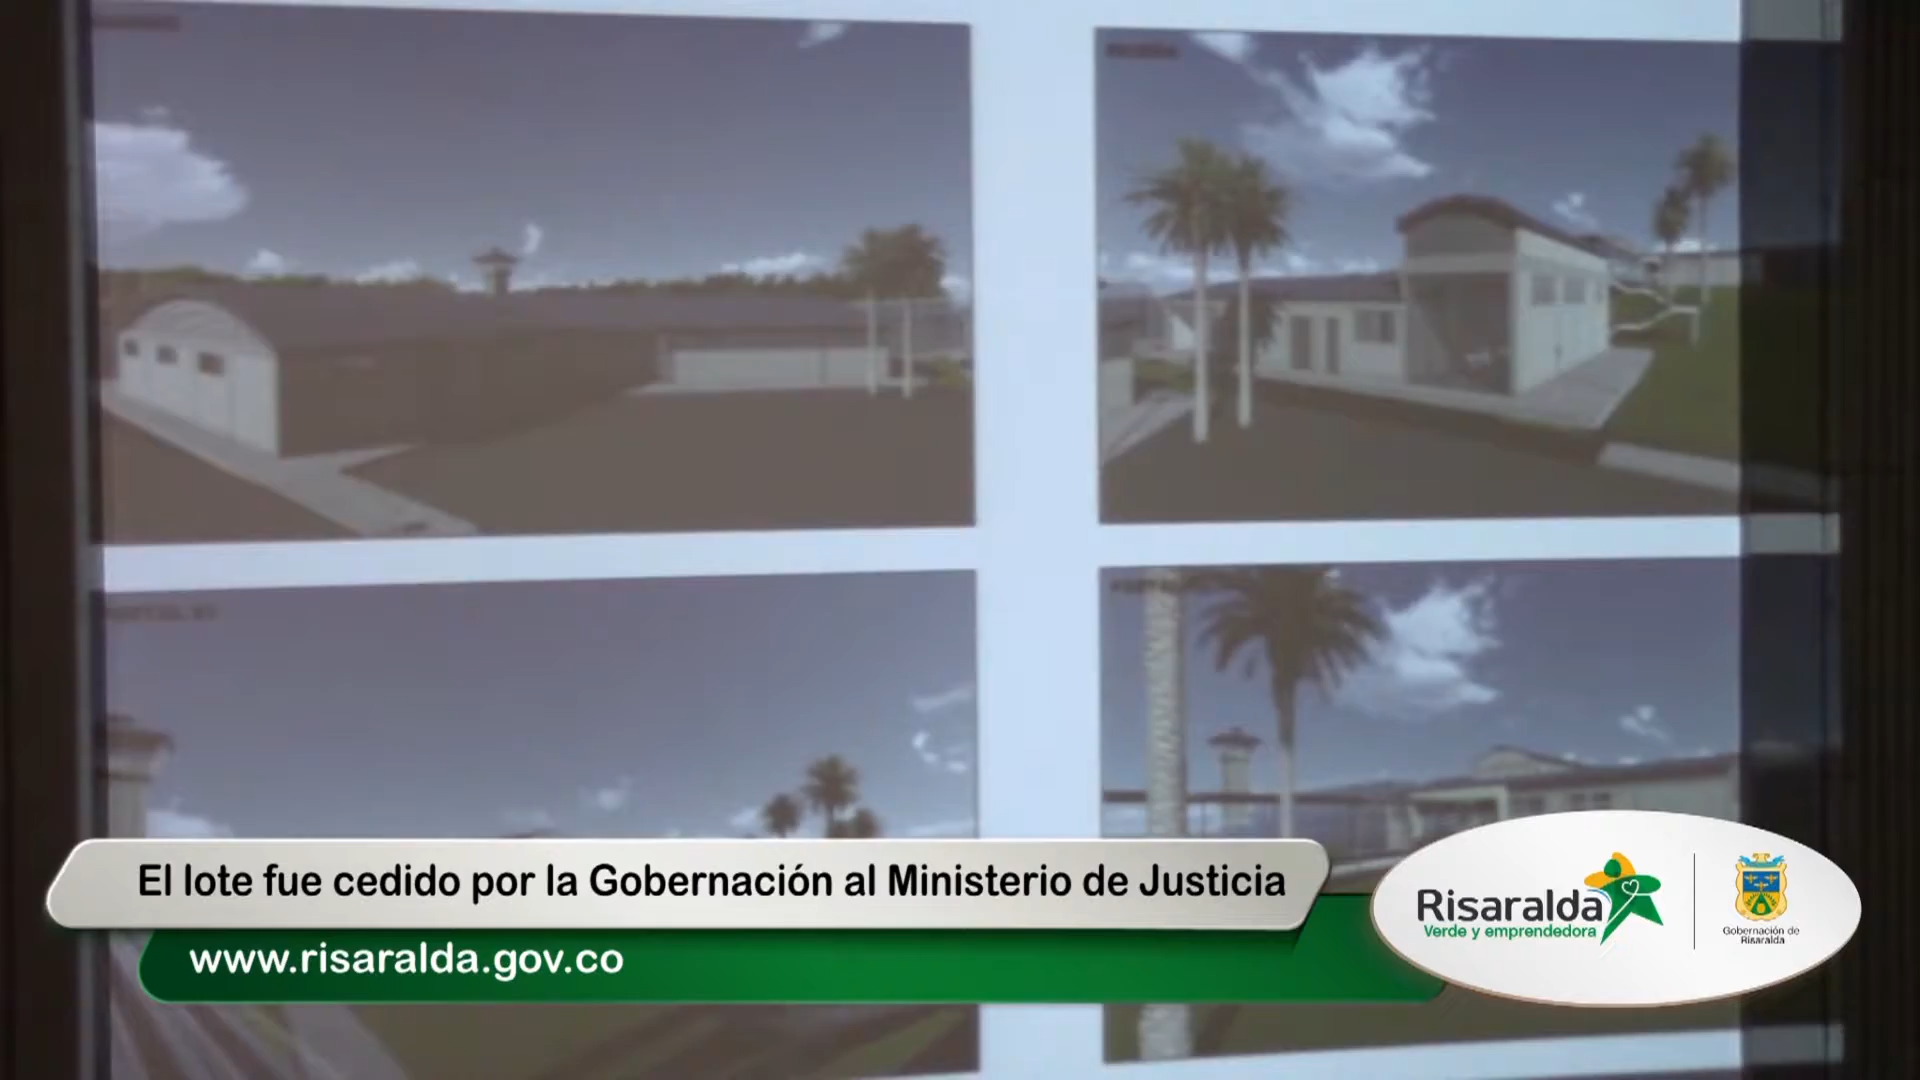 El lote fue cedido por la Gobernación al Ministerio de Justicia
www.risaralda.gov.co
Risaralda
Verde y emprendedora
Gobernación de
Risaralda